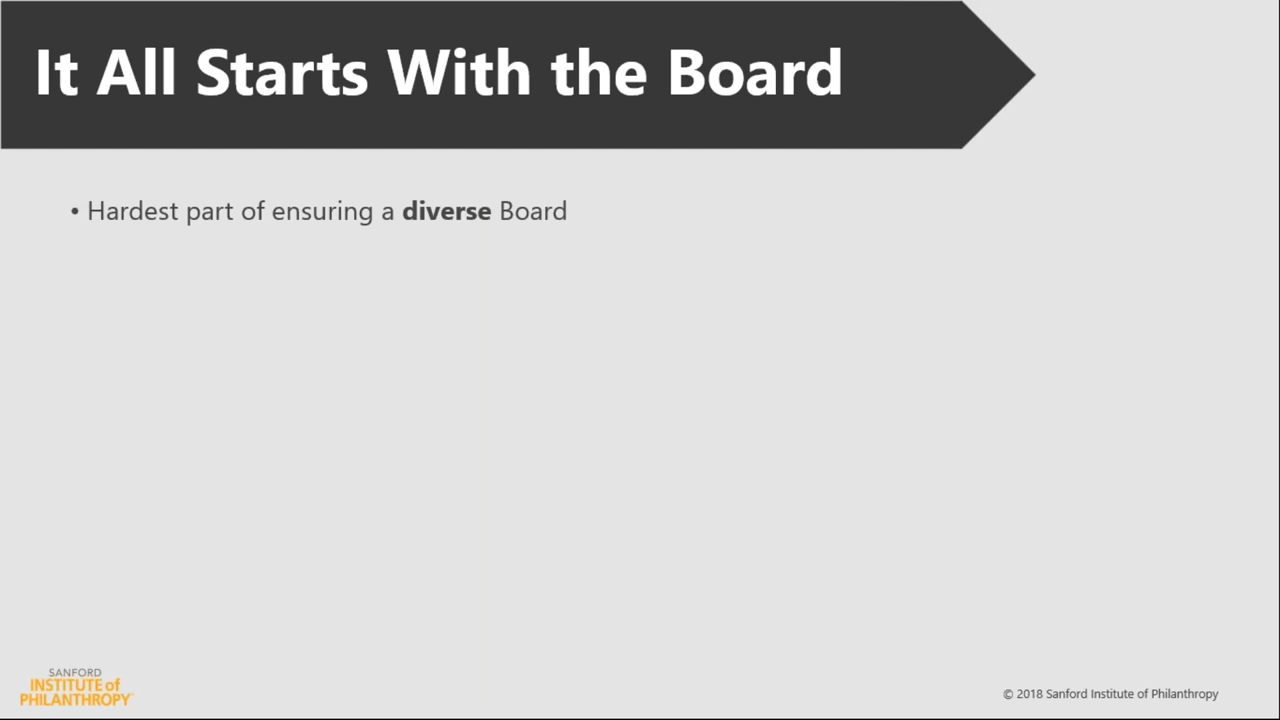 It All Starts With the Board
• Hardest part of ensuring a diverse Board
SANFORD
INSTITUTE of
PHILANTHROPY
© 2018 Sanford Institute of Philanthropy